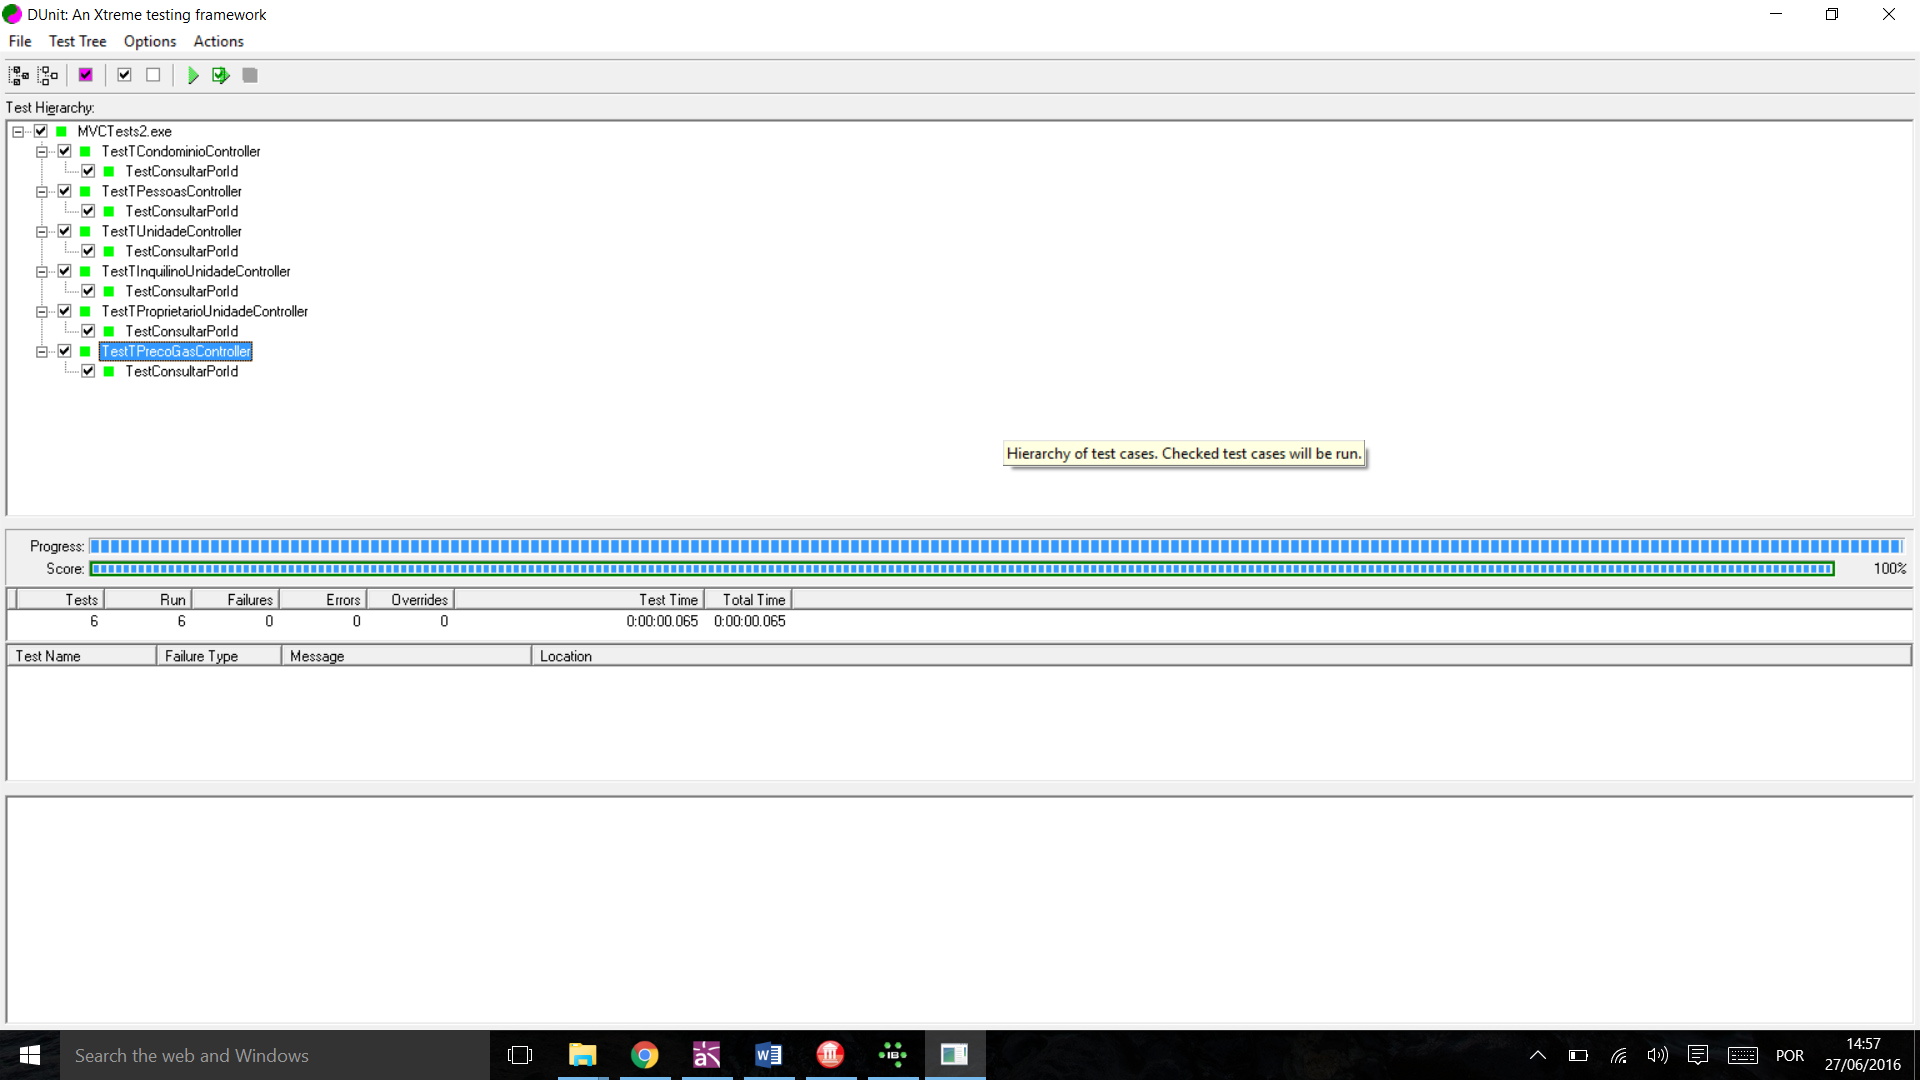 DUnit: An Xtreme testing framework
File Test Tree Options Actions
Test Hierarchy:
MVCTests2.exe
TestTCondominioController
TestConsultarPorId
TestTPessoasController
TestConsultarPorId
TestTUnidadeController
TestConsultarPorId
TestTInquilinoUnidadeController
TestConsultarPorId
TestTProprietarioUnidadeController
TestConsultarPorId
TestTPrecoGasController
TestConsultarPorId
Hierarchy of test cases. Checked test cases will be run.
Progress:
Score: 100%
Tests Run Failures Errors Overrides Test Time Total Time
6 6 0 0 0 0:00:00.065 0:00:00.065
Test Name Failure Type Message Location
Search the web and Windows
IB
POR
14:57
27/06/2016